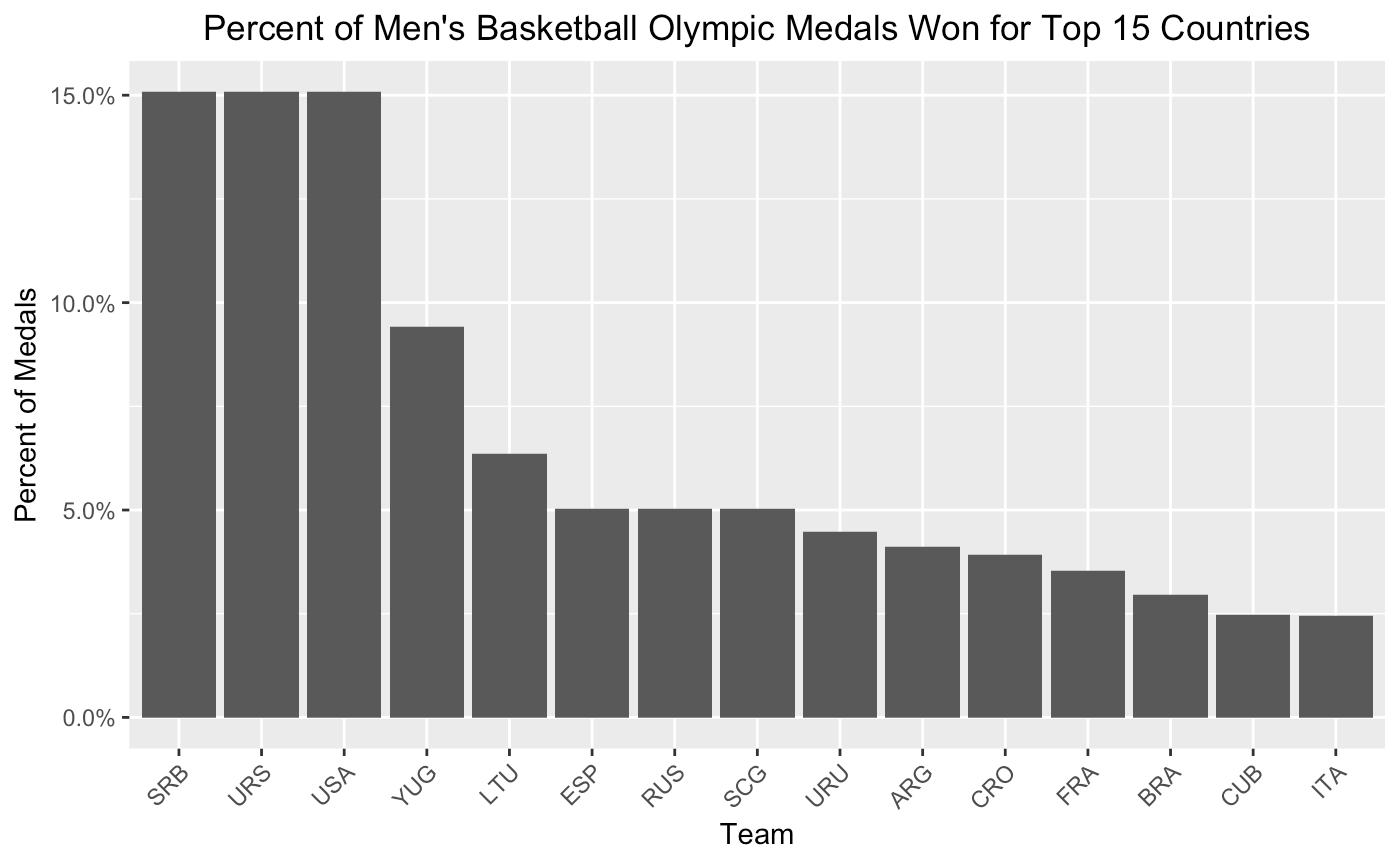 Percent of Men's Basketball Olympic Medals Won for Top 15 Countries
Percent of Medals
15.0%
10.0%
5.0%
0.0%
SRB
URS
USA
YUG
LTU
ESP
RUS
SCG
URU
ARG
CRO
FRA
BRA
CUB
ITA
Team